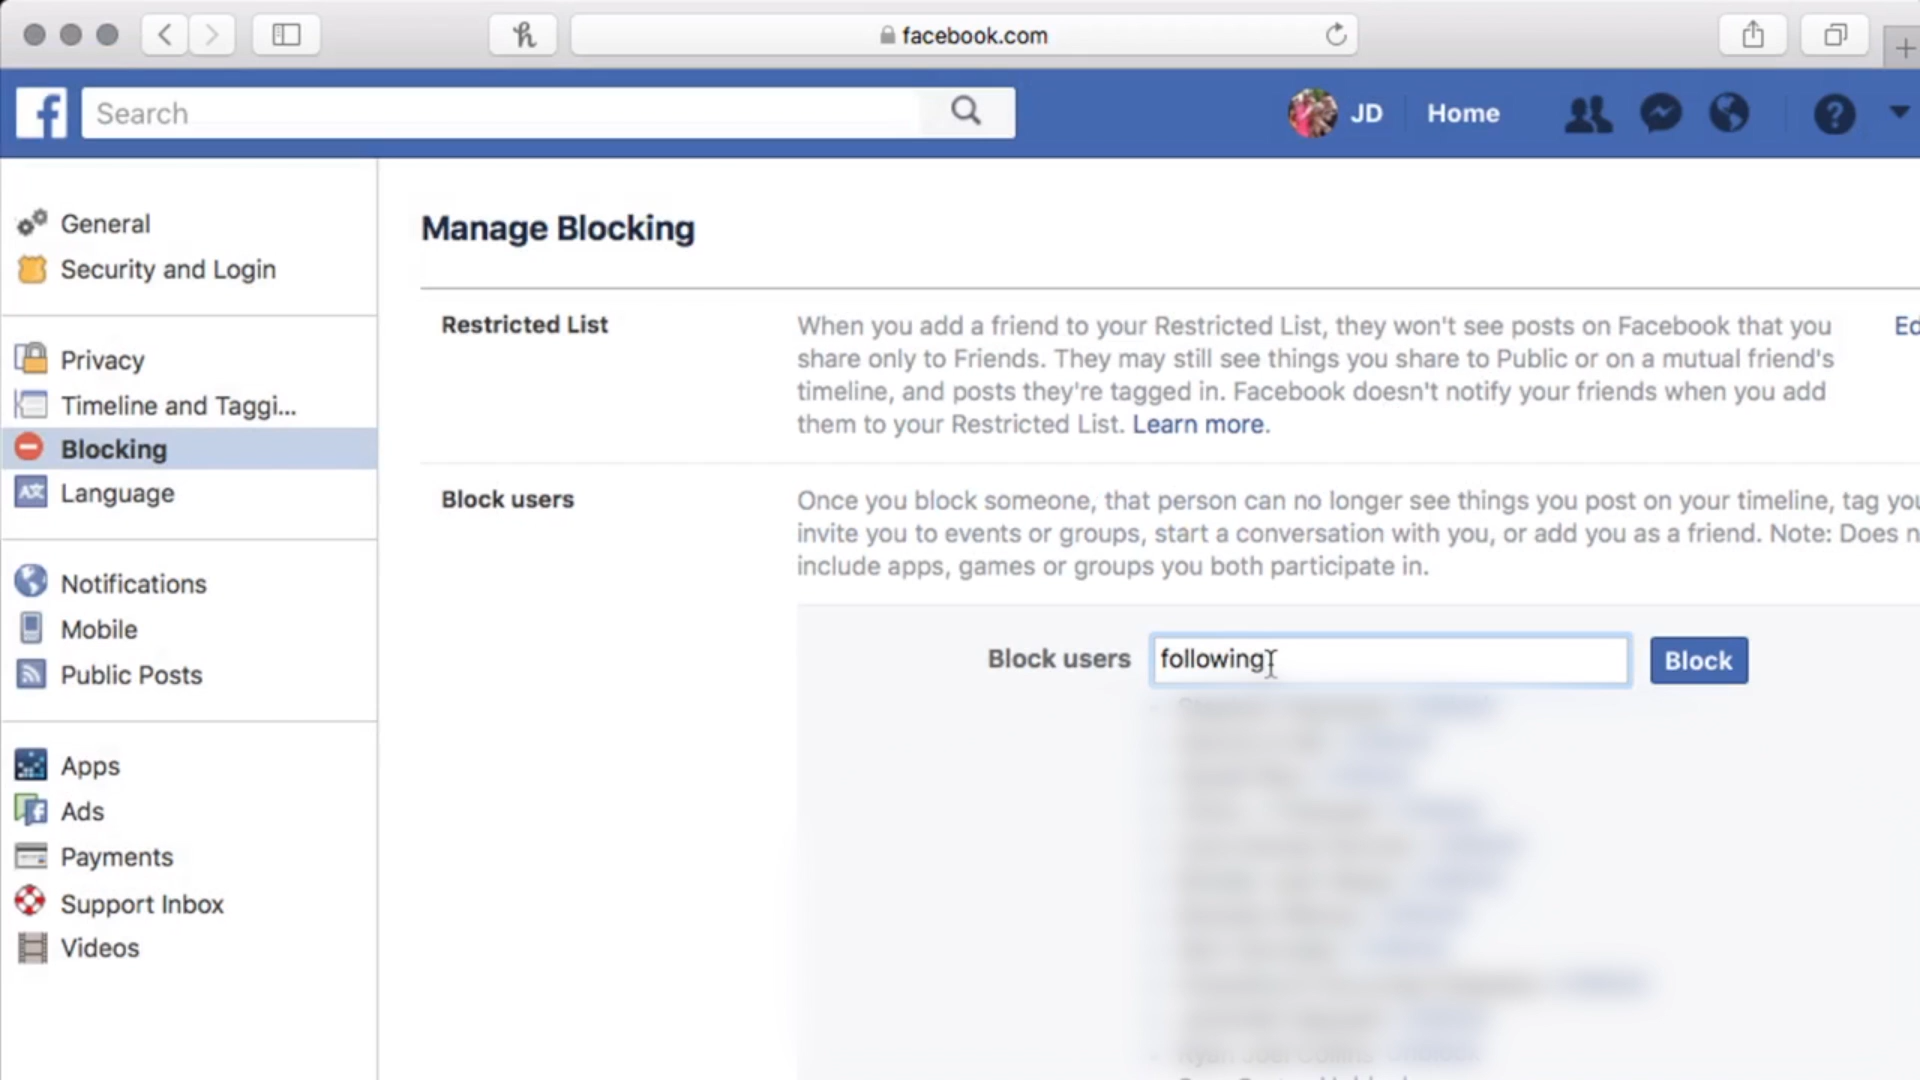 facebook.com
Search
JD
Home
General
Security and Login
Privacy
Timeline and Taggi...
Blocking
Language
Notifications
Mobile
Public Posts
Apps
Ads
Payments
Support Inbox
Videos
Manage Blocking
Restricted List
When you add a friend to your Restricted List, they won't see posts on Facebook that you
share only to Friends. They may still see things you share to Public or on a mutual friend's
timeline, and posts they're tagged in. Facebook doesn't notify your friends when you add
them to your Restricted List. Learn more.
Ed
Block users
Once you block someone, that person can no longer see things you post on your timeline, tag you
invite you to events or groups, start a conversation with you, or add you as a friend. Note: Does n
include apps, games or groups you both participate in.
Block users
following
Block